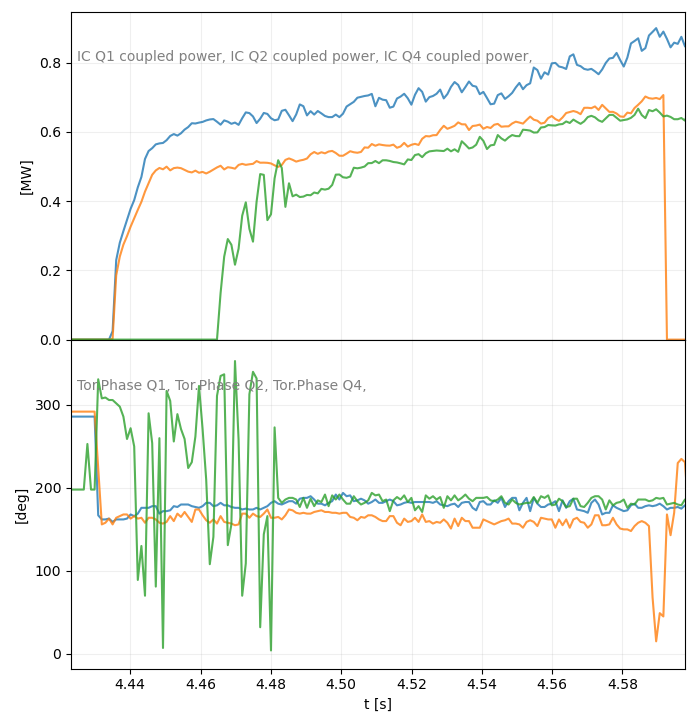 IC Q1 coupled power, IC Q2 coupled power, IC Q4 coupled power,
[MW]
0.8
0.6
0.4
0.2
0.0
Tor.Phase Q1, Tor.Phase Q2, Tor.Phase Q4,
[deg]
300
200
100
0
4.44 4.46 4.48 4.50 4.52 4.54 4.56 4.58
t [s]